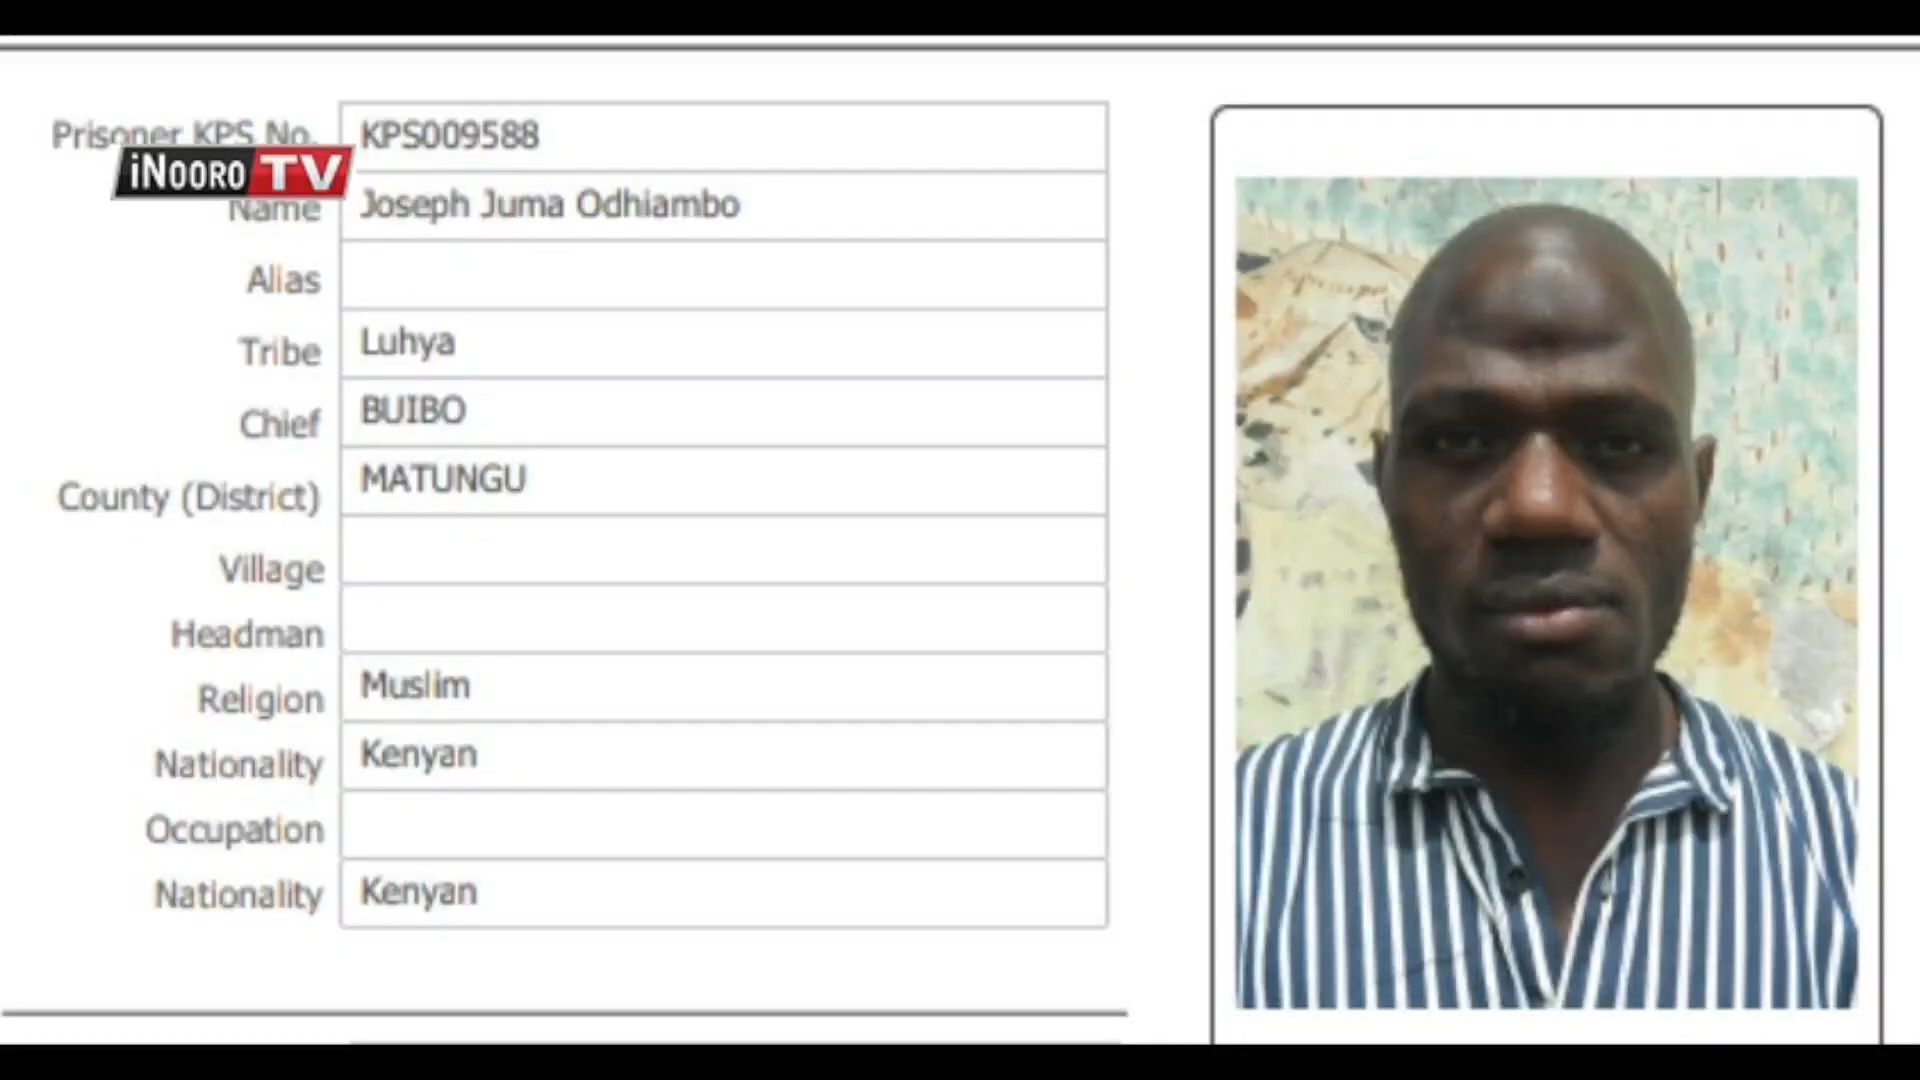 Prisoner KPS No. KPS009588
iNOORO TV
Name Joseph Juma Odhiambo
Alias
Tribe Luhya
Chief BUIBO
County (District) MATUNGU
Village
Headman
Religion Muslim
Nationality Kenyan
Occupation
Nationality Kenyan